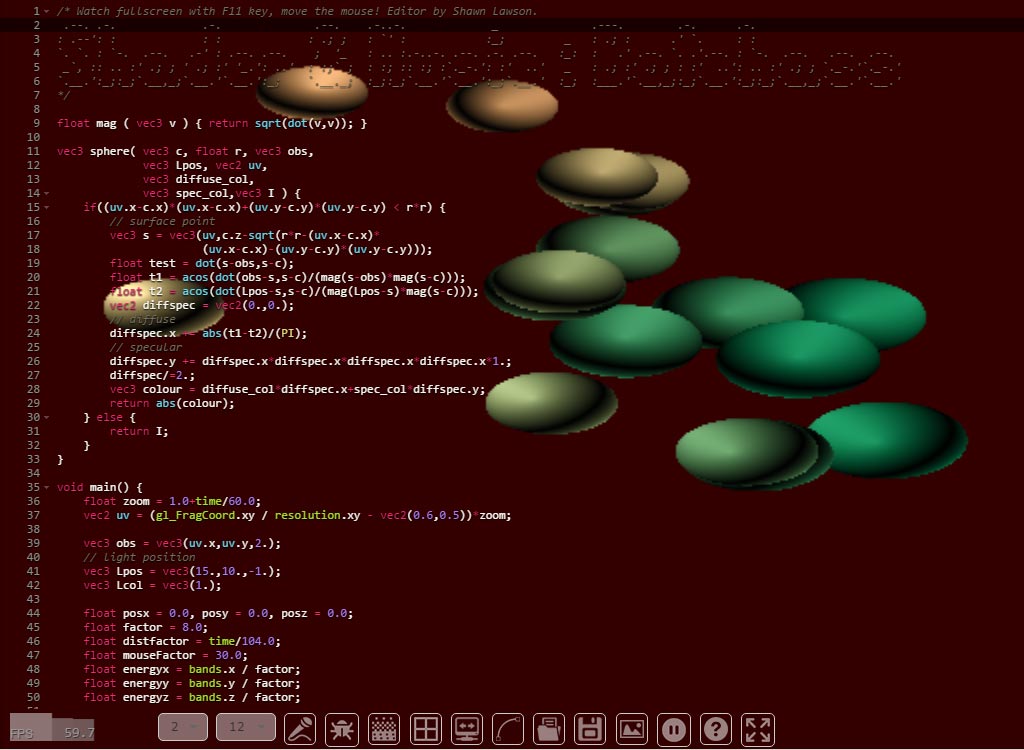 1 /* Watch fullscreen with F11 key, move the mouse! Editor by Shawn Lawson.
2
3
4
5
6
7 */
8
9 float mag ( vec3 v ) { return sqrt(dot(v,v)); }
10
11 vec3 sphere( vec3 c, float r, vec3 obs,
12 vec3 Lpos, vec2 uv,
13 vec3 diffuse_col,
14 vec3 spec_col,vec3 I ) {
15 if((uv.x-c.x)*(uv.x-c.x)+(uv.y-c.y)*(uv.y-c.y) < r*r) {
16 // surface point
17 vec3 s = vec3(uv,c.z-sqrt(r*r-(uv.x-c.x)*
18 (uv.x-c.x)-(uv.y-c.y)*(uv.y-c.y)));
19 float test = dot(s-obs,s-c);
20 float t1 = acos(dot(obs-s,s-c)/(mag(s-obs)*mag(s-c)));
21 float t2 = acos(dot(Lpos-s,s-c)/(mag(Lpos-s)*mag(s-c)));
22 vec2 diffspec = vec2(0.,0.);
23 // diffuse
24 diffspec.x += abs(t1-t2)/(PI);
25 // specular
26 diffspec.y += diffspec.x*diffspec.x*diffspec.x*diffspec.x*1.;
27 diffspec/=2.;
28 vec3 colour = diffuse_col*diffspec.x+spec_col*diffspec.y;
29 return abs(colour);
30 } else {
31 return I;
32 }
33 }
34
35 void main() {
36 float zoom = 1.0+time/60.0;
37 vec2 uv = (gl_FragCoord.xy / resolution.xy - vec2(0.6,0.5))*zoom;
38
39 vec3 obs = vec3(uv.x,uv.y,2.);
40 // light position
41 vec3 Lpos = vec3(15.,10.,-1.);
42 vec3 Lcol = vec3(1.);
43
44 float posx = 0.0, posy = 0.0, posz = 0.0;
45 float factor = 8.0;
46 float distfactor = time/104.0;
47 float mouseFactor = 30.0;
48 float energyx = bands.x / factor;
49 float energyy = bands.y / factor;
50 float energyz = bands.z / factor;
FPS 59.7 2 12 ?